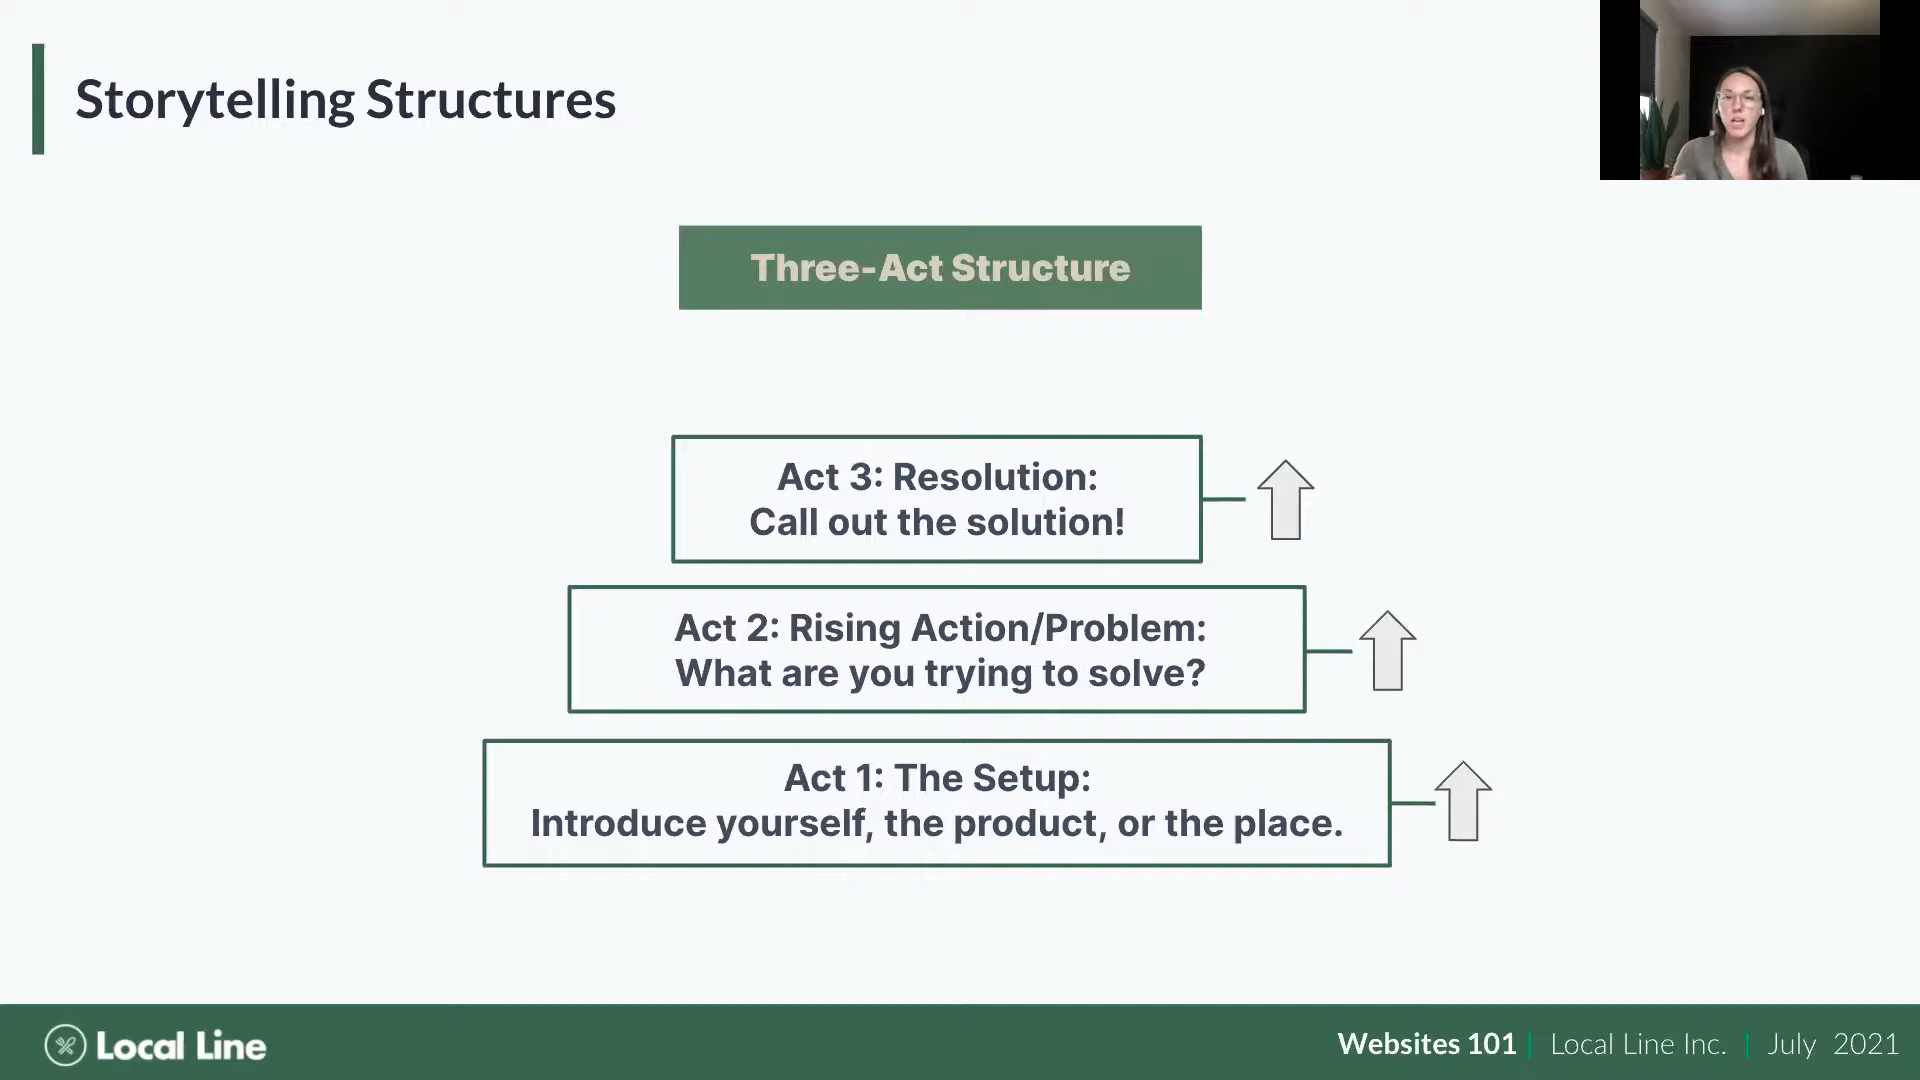 Storytelling Structures
Three-Act Structure
Act 3: Resolution:
Call out the solution!
Act 2: Rising Action/Problem:
What are you trying to solve?
Act 1: The Setup:
Introduce yourself, the product, or the place.
Local Line
Websites 101 | Local Line Inc. | July 2021